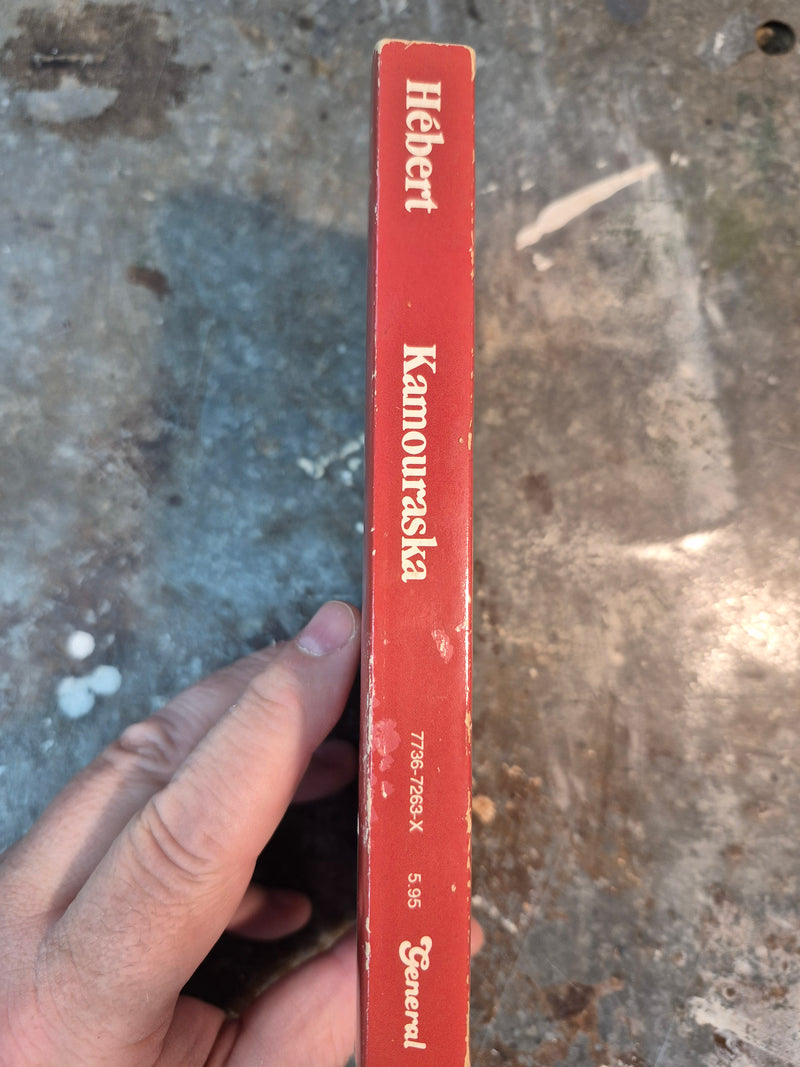 Hébert
Kamouraska
7736-7263-X
5.95
General